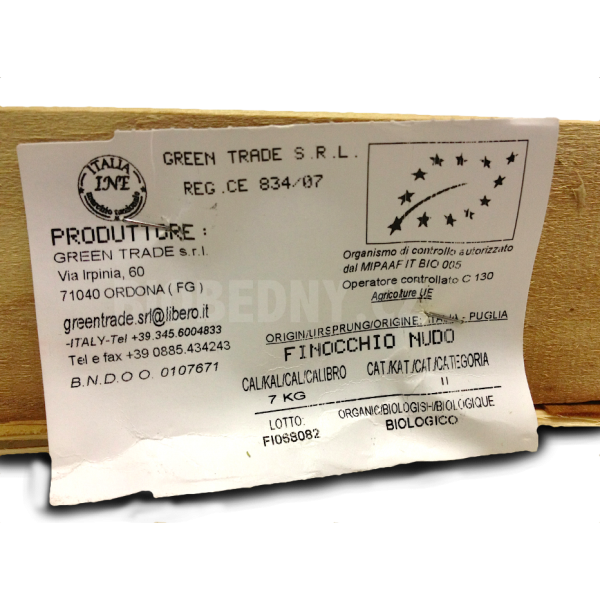 GREEN TRADE S.R.L.
REG.CE 834/07
ITALIA
I.N.E
PRODUTTORE :
GREEN TRADE s.r.l.
Via Irpinia, 60
71040 ORDONA ( FG )
greentrade.srl@libero.it
-ITALY-Tel +39.345.6004833
Tel e fax +39 0885.434243
B.N.D.O O. 0107671
Organismo di controllo autorizzato
dal MIPAAF IT BIO 005
Operatore controllato C 130
Agricolture UE
ORIGIN/URSPRUNG/ORIGINE: ITALIA : PUGLIA
FINOCCHIO NUDO
CAL/KAL/CAL/CALIBRO
CAT./KAT./CAT./CATEGORIA
7 KG
II
LOTTO:
FI068082
ORGANIC/BIOLOGISH/BIOLOGIQUE
BIOLOGICO